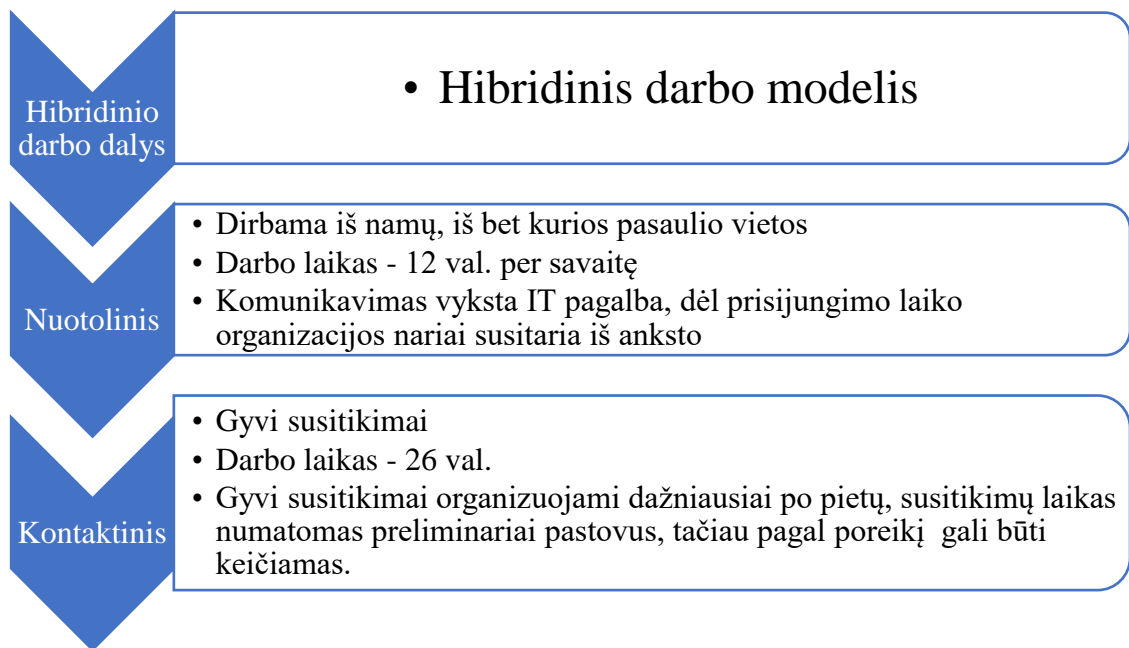 Hibridinio
darbo dalys
• Hibridinis darbo modelis
Nuotolinis
• Dirbama iš namų, iš bet kurios pasaulio vietos
• Darbo laikas - 12 val. per savaitę
• Komunikavimas vyksta IT pagalba, dėl prisijungimo laiko
organizacijos nariai susitaria iš anksto
Kontaktinis
• Gyvi susitikimai
• Darbo laikas - 26 val.
• Gyvi susitikimai organizuojami dažniausiai po pietų, susitikimų laikas
numatomas preliminariai pastovus, tačiau pagal poreikį  gali būti
keičiamas.